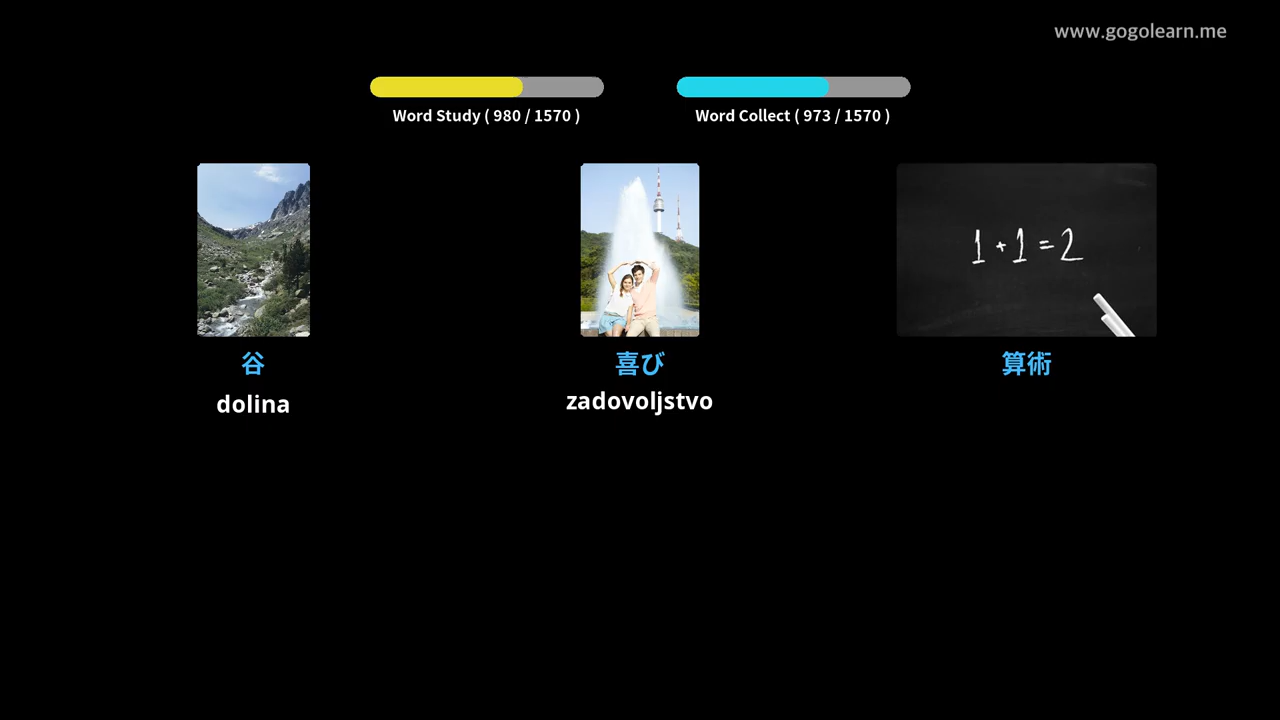 www.gogolearn.me
Word Study ( 980 / 1570 )
Word Collect ( 973 / 1570 )
1 + 1 = 2
谷
喜び
算術
dolina
zadovoljstvo